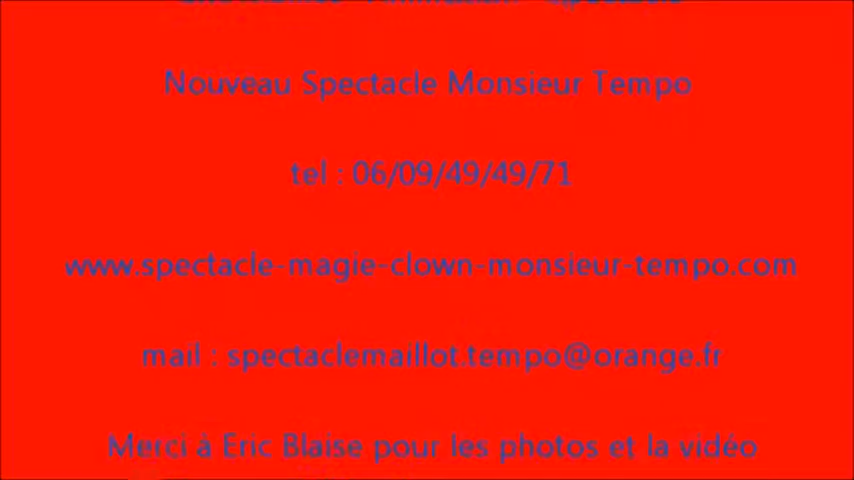 Nouveau Spectacle Monsieur Tempo
tel : 06/09/49/49/71
www.spectacle-magie-clown-monsieur-tempo.com
mail : spectaclemaillot.tempo@orange.fr
Merci à Eric Blaise pour les photos et la vidéo